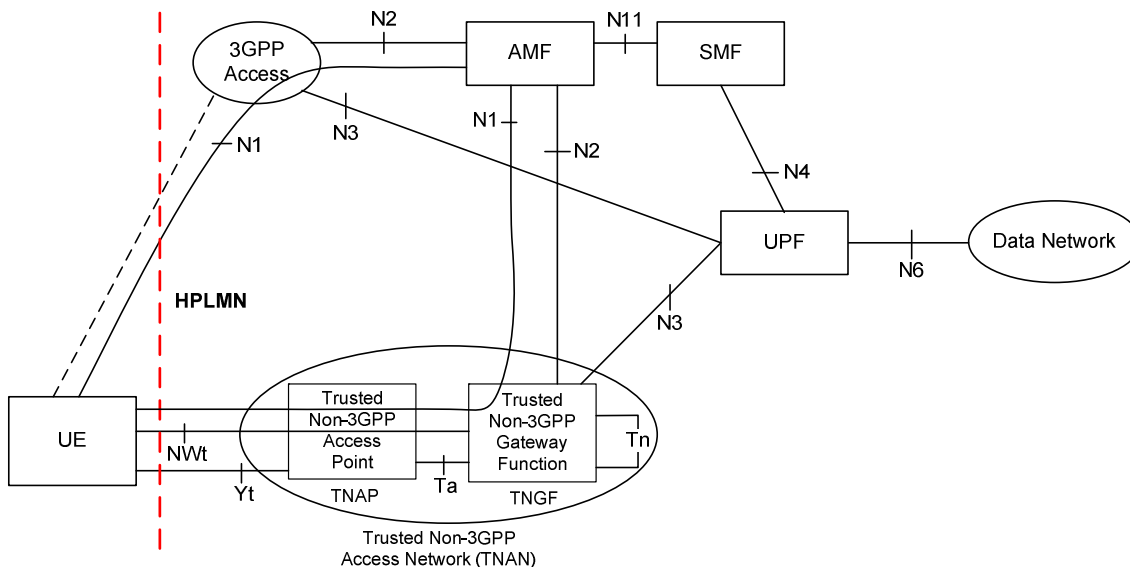 N2
N11
3GPP
Access
AMF
SMF
N1
N3
N1
N2
N4
UPF
Data Network
N6
HPLMN
N3
UE
Trusted
Non-3GPP
Access
Point
Trusted
Non-3GPP
Gateway
Function
Tn
NWt
Yt
Ta
TNAP
TNGF
Trusted Non-3GPP
Access Network (TNAN)